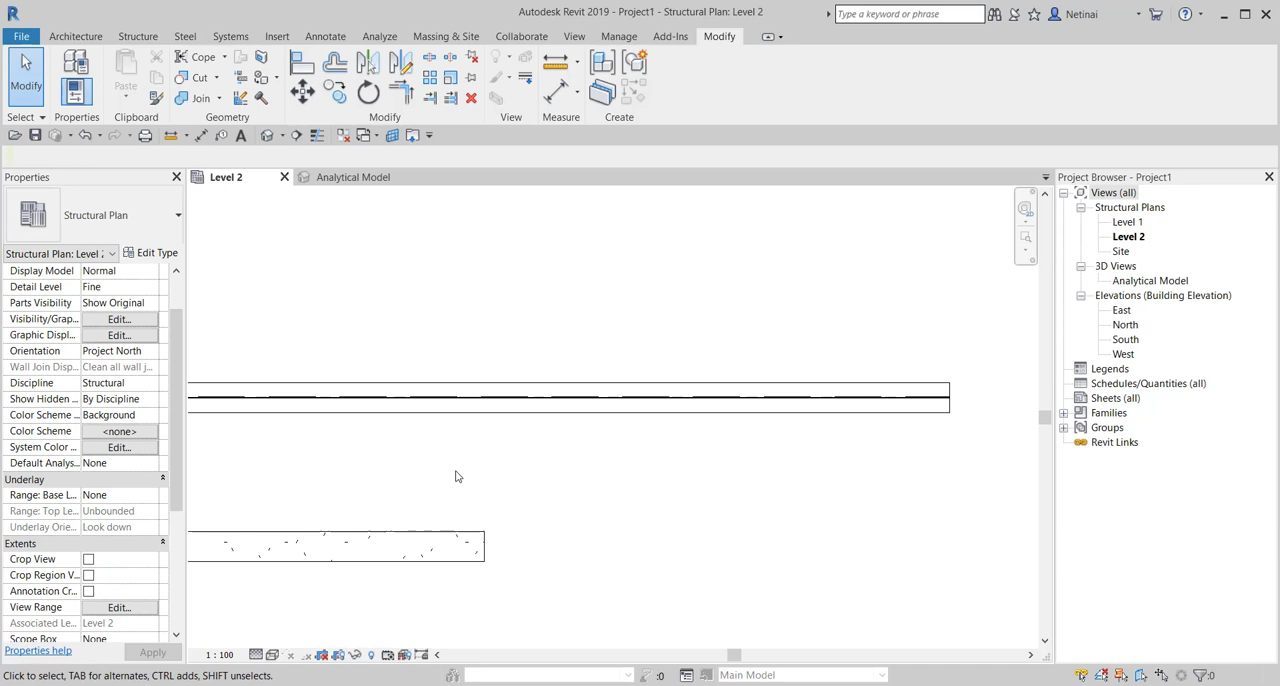 Autodesk Revit 2019 - Project1 - Structural Plan: Level 2
Type a keyword or phrase
Netinai
File Architecture Structure Steel Systems Insert Annotate Analyze Massing & Site Collaborate View Manage Add-Ins Modify
Modify
Paste
Cope
Cut
Join
Select Properties Clipboard Geometry Modify View Measure Create
Properties
Level 2
Analytical Model
Project Browser - Project1
Structural Plan
Structural Plan: Level 2
Edit Type
Display Model Normal
Detail Level Fine
Parts Visibility Show Original
Visibility/Grap... Edit...
Graphic Displ... Edit...
Orientation Project North
Wall Join Disp... Clean all wall j...
Discipline Structural
Show Hidden ... By Discipline
Color Scheme ... Background
Color Scheme <none>
System Color ... Edit...
Default Analys... None
Underlay
Range: Base L... None
Range: Top Le... Unbounded
Underlay Orie... Look down
Extents
Crop View
Crop Region V...
Annotation Cr...
View Range Edit...
Associated Le... Level 2
Scope Box None
Properties help
Apply
Views (all)
Structural Plans
Level 1
Level 2
Site
3D Views
Analytical Model
Elevations (Building Elevation)
East
North
South
West
Legends
Schedules/Quantities (all)
Sheets (all)
Families
Groups
Revit Links
1 : 100
Click to select, TAB for alternates, CTRL adds, SHIFT unselects.
:0
Main Model
:0